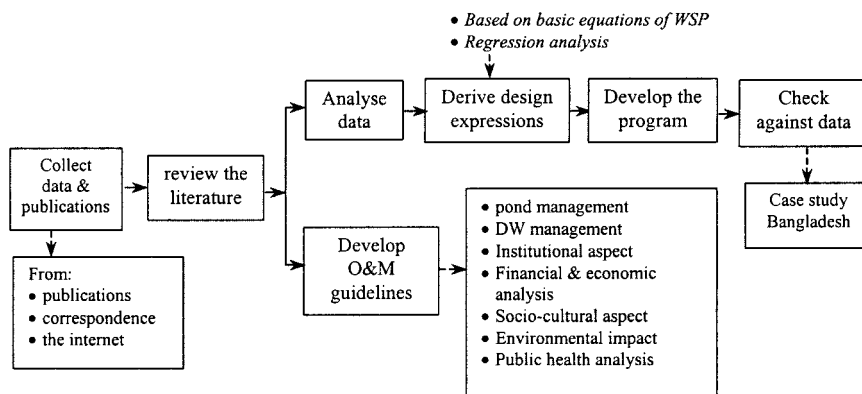 • Based on basic equations of WSP
• Regression analysis
Analyse
data
Derive design
expressions
Develop the
program
Check
against data
Collect
data &
publications
review the
literature
Case study
Bangladesh
Develop
O&M
guidelines
• pond management
• DW management
• Institutional aspect
• Financial & economic
analysis
• Socio-cultural aspect
• Environmental impact
• Public health analysis
From:
• publications
• correspondence
• the internet